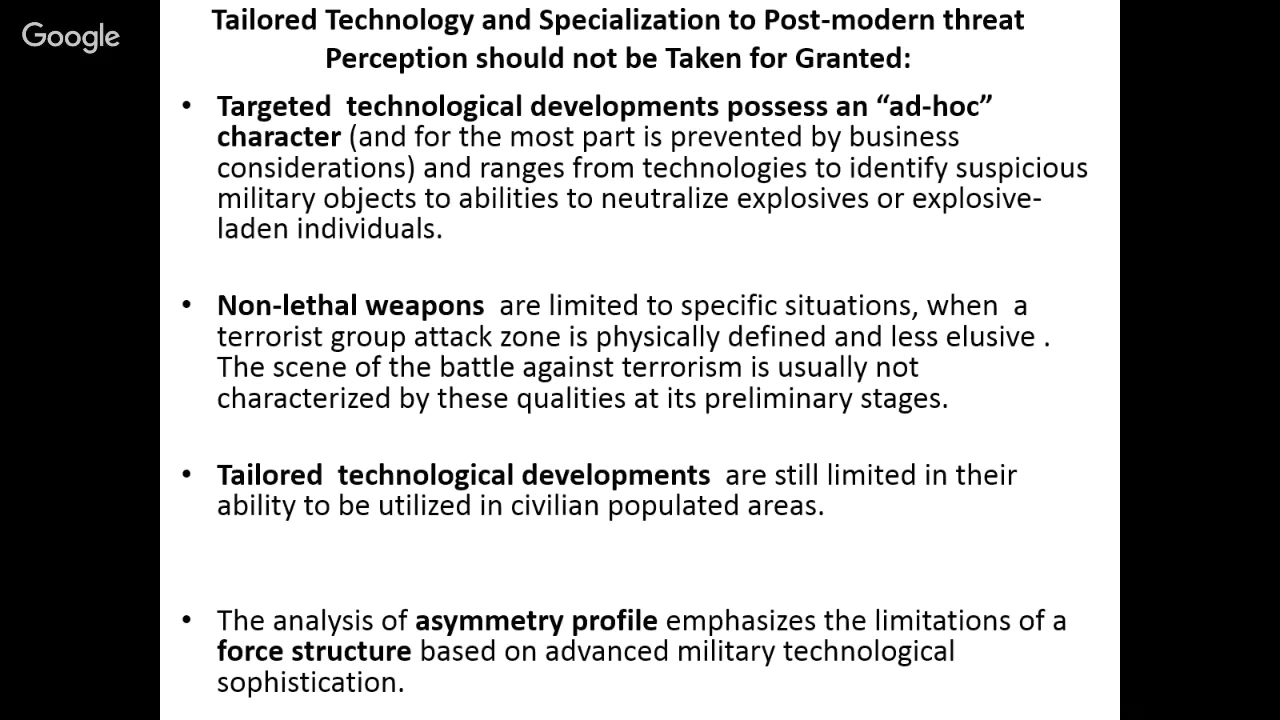 Google
Tailored Technology and Specialization to Post-modern threat
Perception should not be Taken for Granted:
• Targeted  technological developments possess an “ad-hoc”
character (and for the most part is prevented by business
considerations) and ranges from technologies to identify suspicious
military objects to abilities to neutralize explosives or explosive-
laden individuals.
• Non-lethal weapons  are limited to specific situations, when  a
terrorist group attack zone is physically defined and less elusive .
The scene of the battle against terrorism is usually not
characterized by these qualities at its preliminary stages.
• Tailored  technological developments  are still limited in their
ability to be utilized in civilian populated areas.
• The analysis of asymmetry profile emphasizes the limitations of a
force structure based on advanced military technological
sophistication.